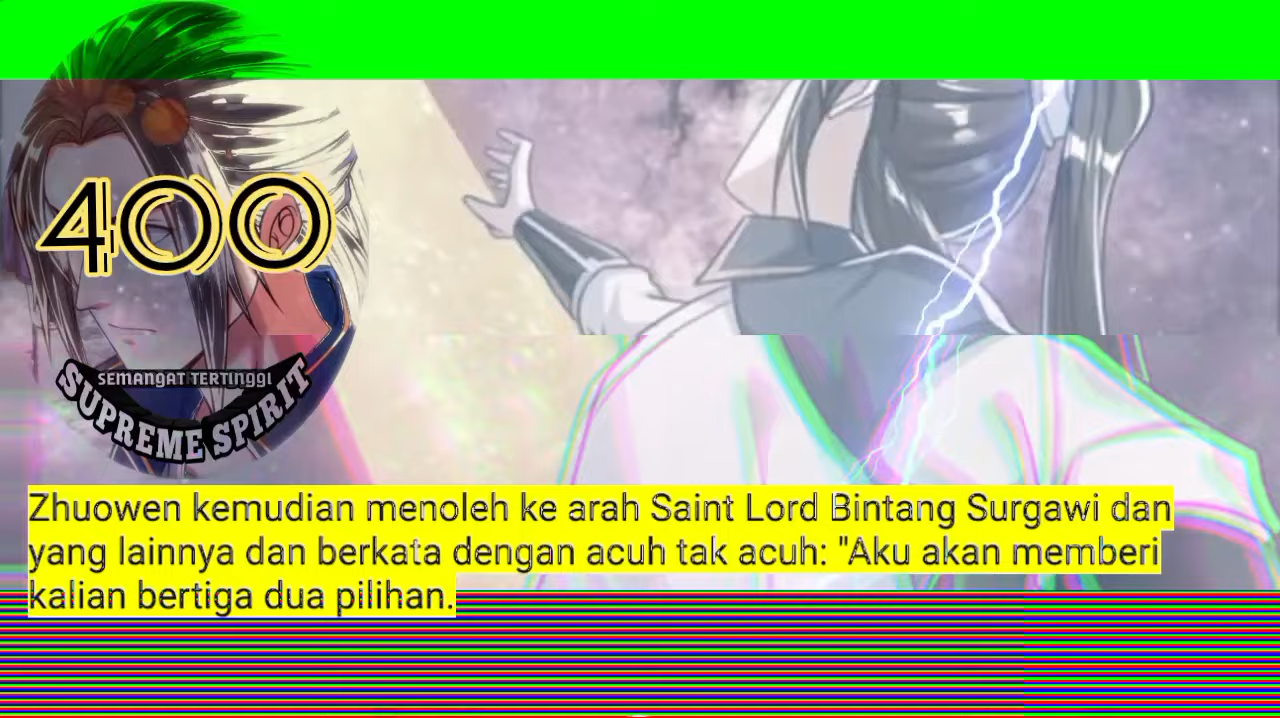 400
SEMANGAT TERTINGGI
SUPREME SPIRIT
Zhuowen kemudian menoleh ke arah Saint Lord Bintang Surgawi dan
yang lainnya dan berkata dengan acuh tak acuh: "Aku akan memberi
kalian bertiga dua pilihan.